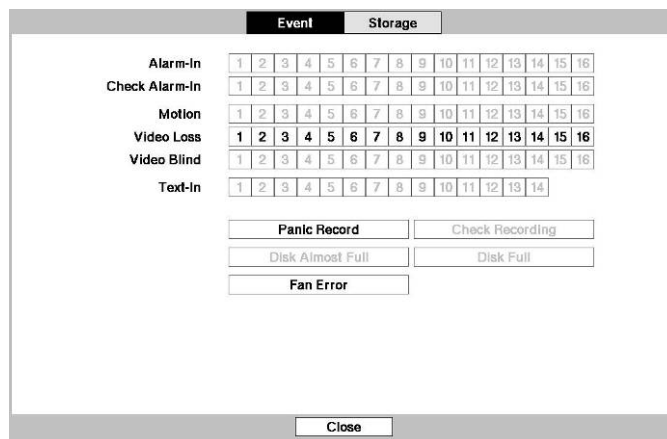 Event Storage
Alarm-In 1 2 3 4 5 6 7 8 9 10 11 12 13 14 15 16
Check Alarm-In 1 2 3 4 5 6 7 8 9 10 11 12 13 14 15 16
Motion 1 2 3 4 5 6 7 8 9 10 11 12 13 14 15 16
Video Loss 1 2 3 4 5 6 7 8 9 10 11 12 13 14 15 16
Video Blind 1 2 3 4 5 6 7 8 9 10 11 12 13 14 15 16
Text-In 1 2 3 4 5 6 7 8 9 10 11 12 13 14
Panic Record Check Recording
Disk Almost Full Disk Full
Fan Error
Close